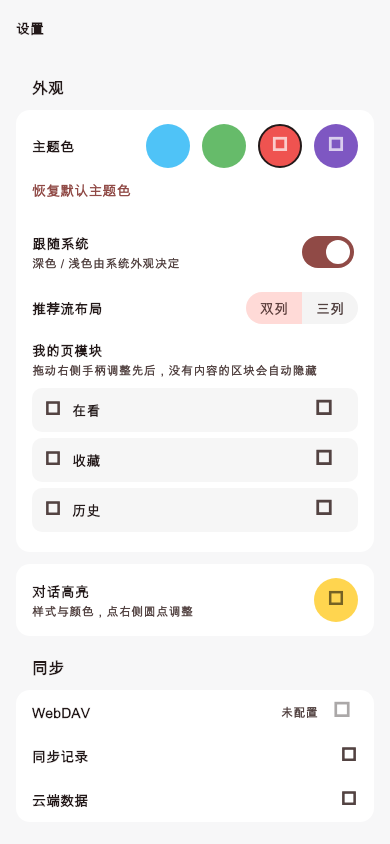 设置
外观
主题色
恢复默认主题色
跟随系统
深色 / 浅色由系统外观决定
推荐流布局
双列
三列
我的页模块
拖动右侧手柄调整先后，没有内容的区块会自动隐藏
在看
收藏
历史
对话高亮
样式与颜色，点右侧圆点调整
同步
WebDAV
未配置
同步记录
云端数据